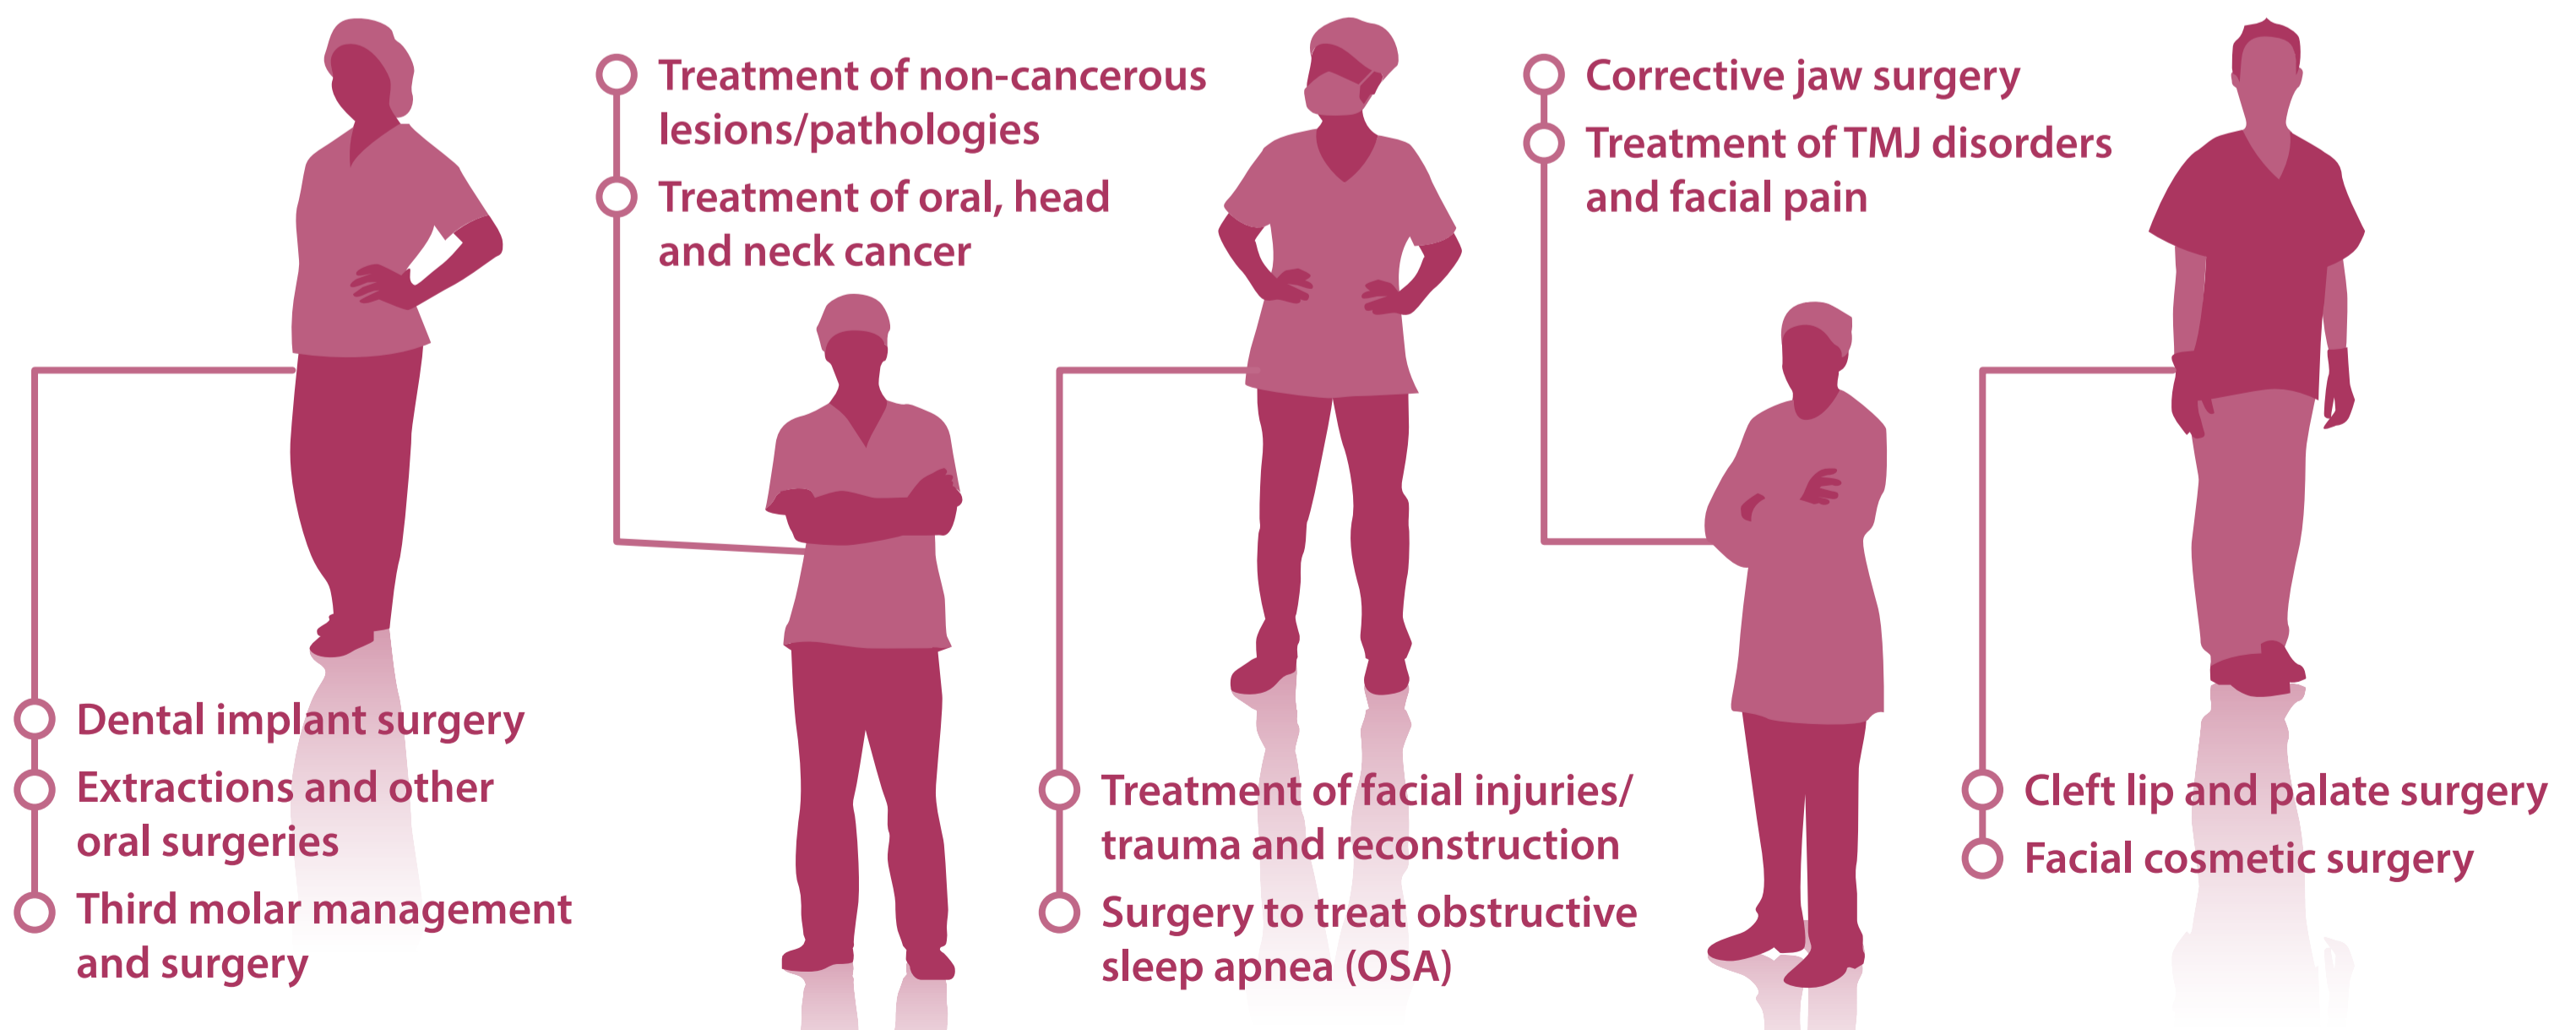 Dental implant surgery
Extractions and other
oral surgeries
Third molar management
and surgery
Treatment of non-cancerous
lesions/pathologies
Treatment of oral, head
and neck cancer
Treatment of facial injuries/
trauma and reconstruction
Surgery to treat obstructive
sleep apnea (OSA)
Corrective jaw surgery
Treatment of TMJ disorders
and facial pain
Cleft lip and palate surgery
Facial cosmetic surgery